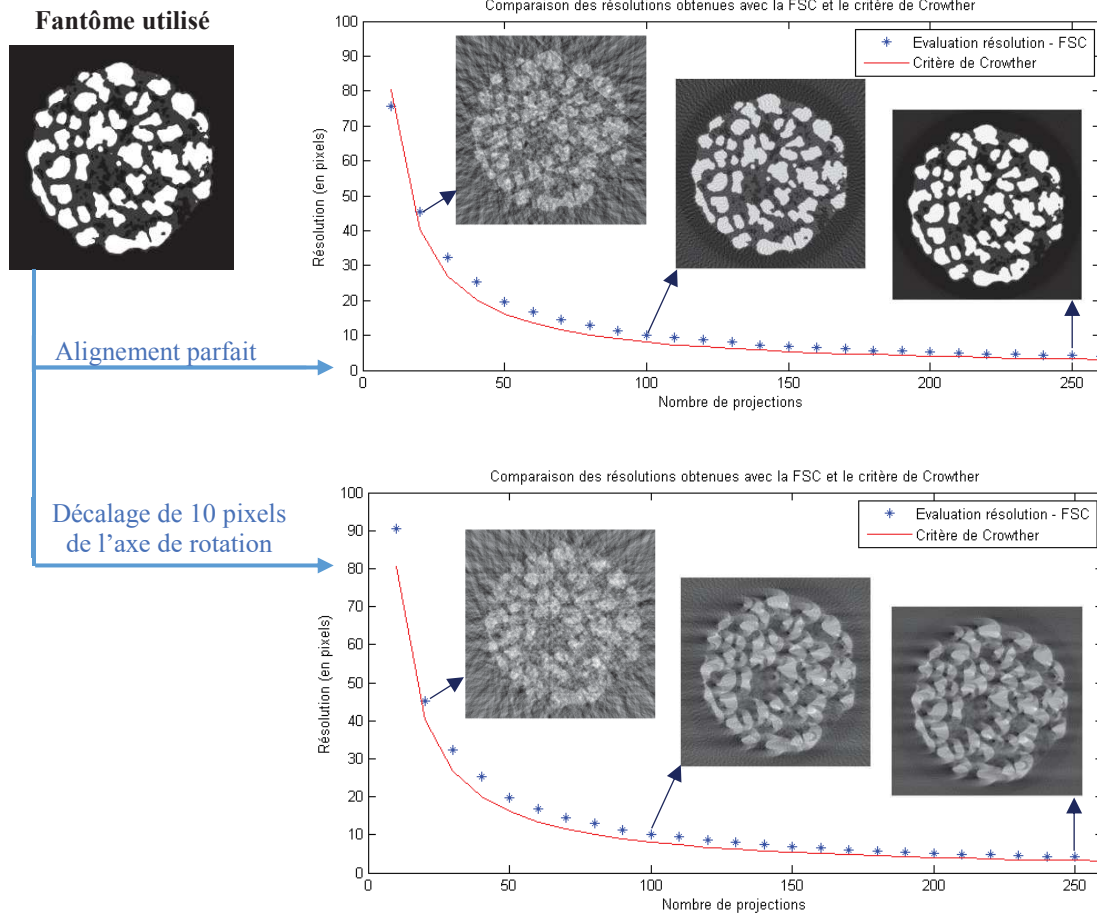 Fantôme utilisé
Alignement parfait
Décalage de 10 pixels
de l'axe de rotation
Comparaison des résolutions obtenues avec la FSC et le critère de Crowther
Evaluation résolution - FSC
Critère de Crowther
Résolution (en pixels)
100
90
80
70
60
50
40
30
20
10
0
0
50
100
150
200
250
Nombre de projections
Comparaison des résolutions obtenues avec la FSC et le critère de Crowther
Evaluation résolution - FSC
Critère de Crowther
Résolution (en pixels)
100
90
80
70
60
50
40
30
20
10
0
0
50
100
150
200
250
Nombre de projections